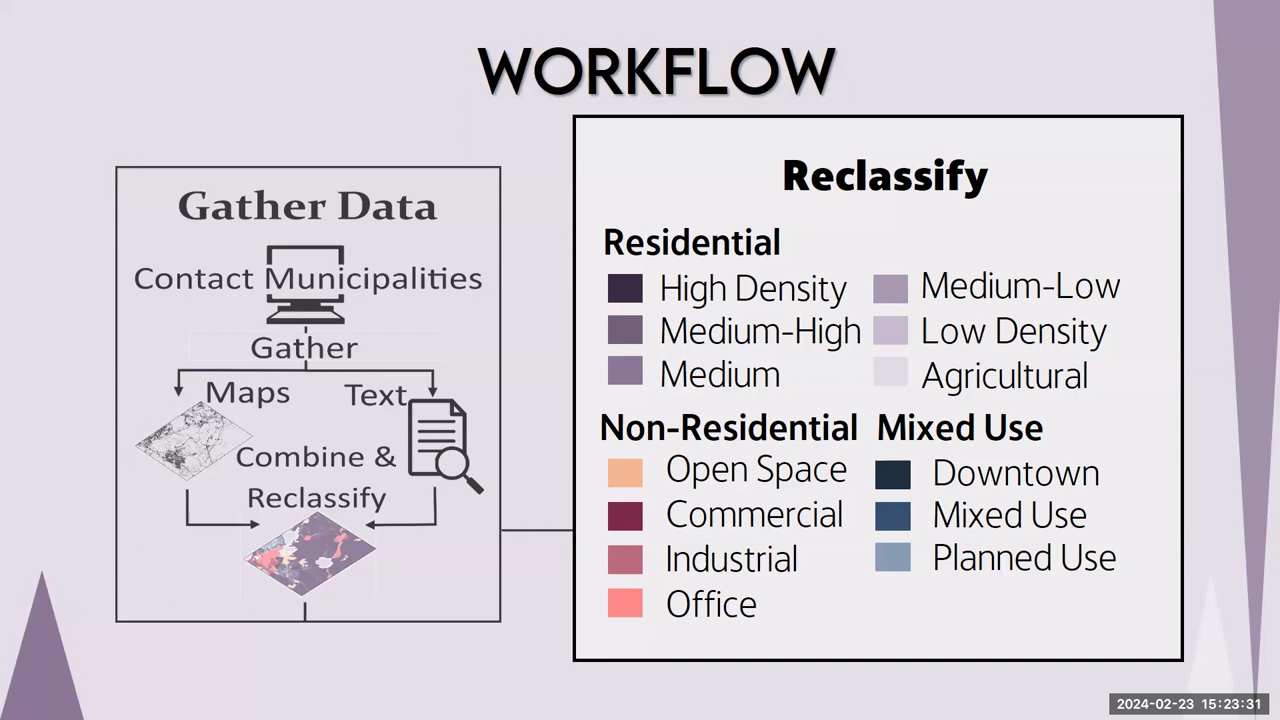 WORKFLOW
Gather Data
Contact Municipalities
Gather
Maps
Text
Combine &
Reclassify
Reclassify
Residential
High Density
Medium-High
Medium
Medium-Low
Low Density
Agricultural
Non-Residential
Open Space
Commercial
Industrial
Office
Mixed Use
Downtown
Mixed Use
Planned Use
2024-02-23 15:23:31